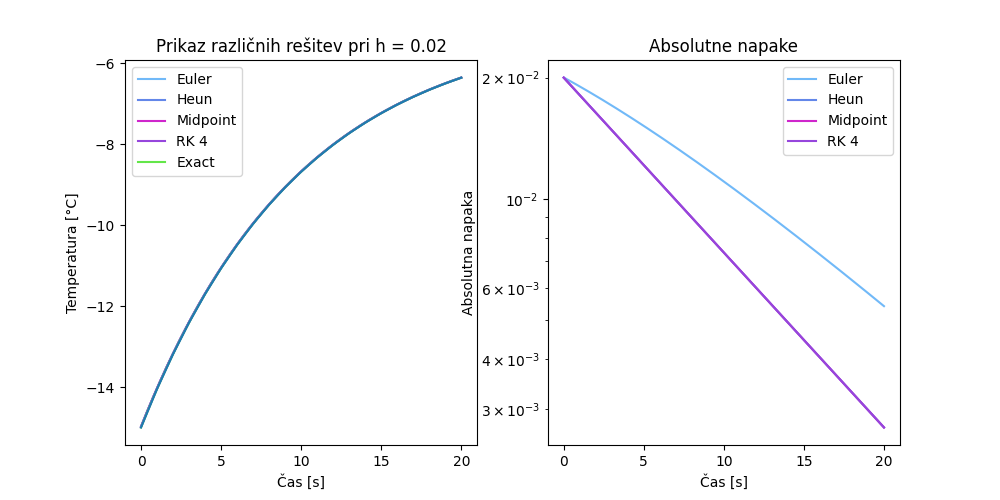 Prikaz različnih rešitev pri h = 0.02
Temperatura [°C]
−6
−8
−10
−12
−14
Euler
Heun
Midpoint
RK 4
Exact
0
5
10
15
20
Čas [s]
Absolutne napake
Absolutna napaka
2 × 10⁻²
10⁻²
6 × 10⁻³
4 × 10⁻³
3 × 10⁻³
Euler
Heun
Midpoint
RK 4
0
5
10
15
20
Čas [s]